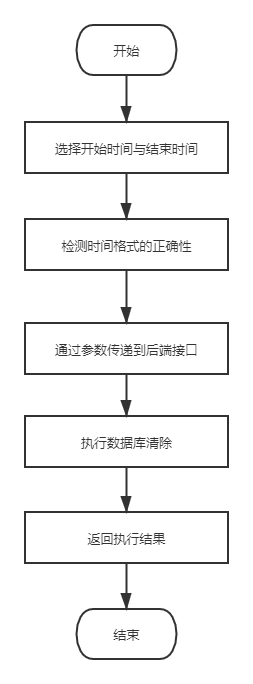 开始
选择开始时间与结束时间
检测时间格式的正确性
通过参数传递到后端接口
执行数据库清除
返回执行结果
结束